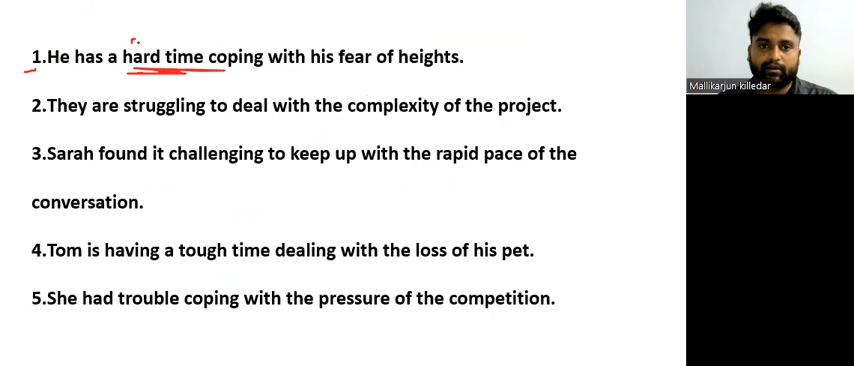 1.He has a hard time coping with his fear of heights.
2.They are struggling to deal with the complexity of the project.
3.Sarah found it challenging to keep up with the rapid pace of the
conversation.
4.Tom is having a tough time dealing with the loss of his pet.
5.She had trouble coping with the pressure of the competition.
Mallikarjun killedar